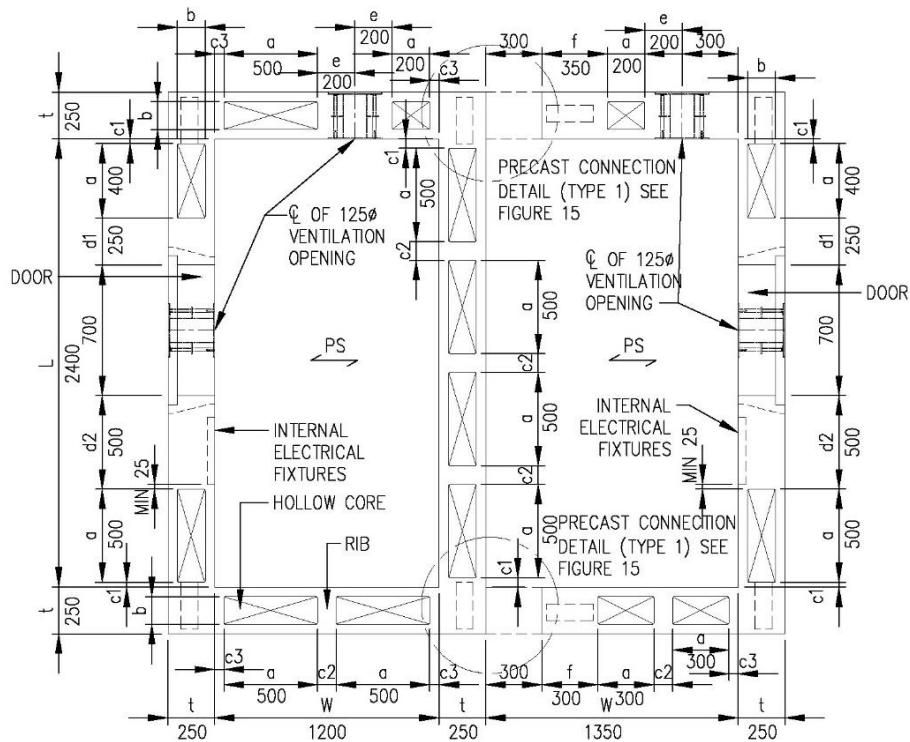 b
e
a
e
c3
a
200
200
300
f
200
300
b
500
e
200
c3
350
200
t
250
b
c1
c1
c1
a
400
a
500
PRECAST CONNECTION
DETAIL (TYPE 1) SEE
FIGURE 15
a
400
d1
250
℄ OF 125ø
VENTILATION
OPENING
c2
℄ OF 125ø
VENTILATION
OPENING
d1
250
DOOR
DOOR
L
2400
700
a
500
700
PS
PS
c2
d2
500
INTERNAL
ELECTRICAL
FIXTURES
a
500
INTERNAL
ELECTRICAL
FIXTURES
d2
500
MIN 25
c2
MIN 25
HOLLOW CORE
a
500
RIB
a
500
PRECAST CONNECTION
DETAIL (TYPE 1) SEE
FIGURE 15
a
500
c1
c1
c1
t
250
b
a
300
c3
a
500
c2
a
500
c3
300
f
300
a
300
c2
c3
t
250
W
1200
t
250
W
1350
t
250